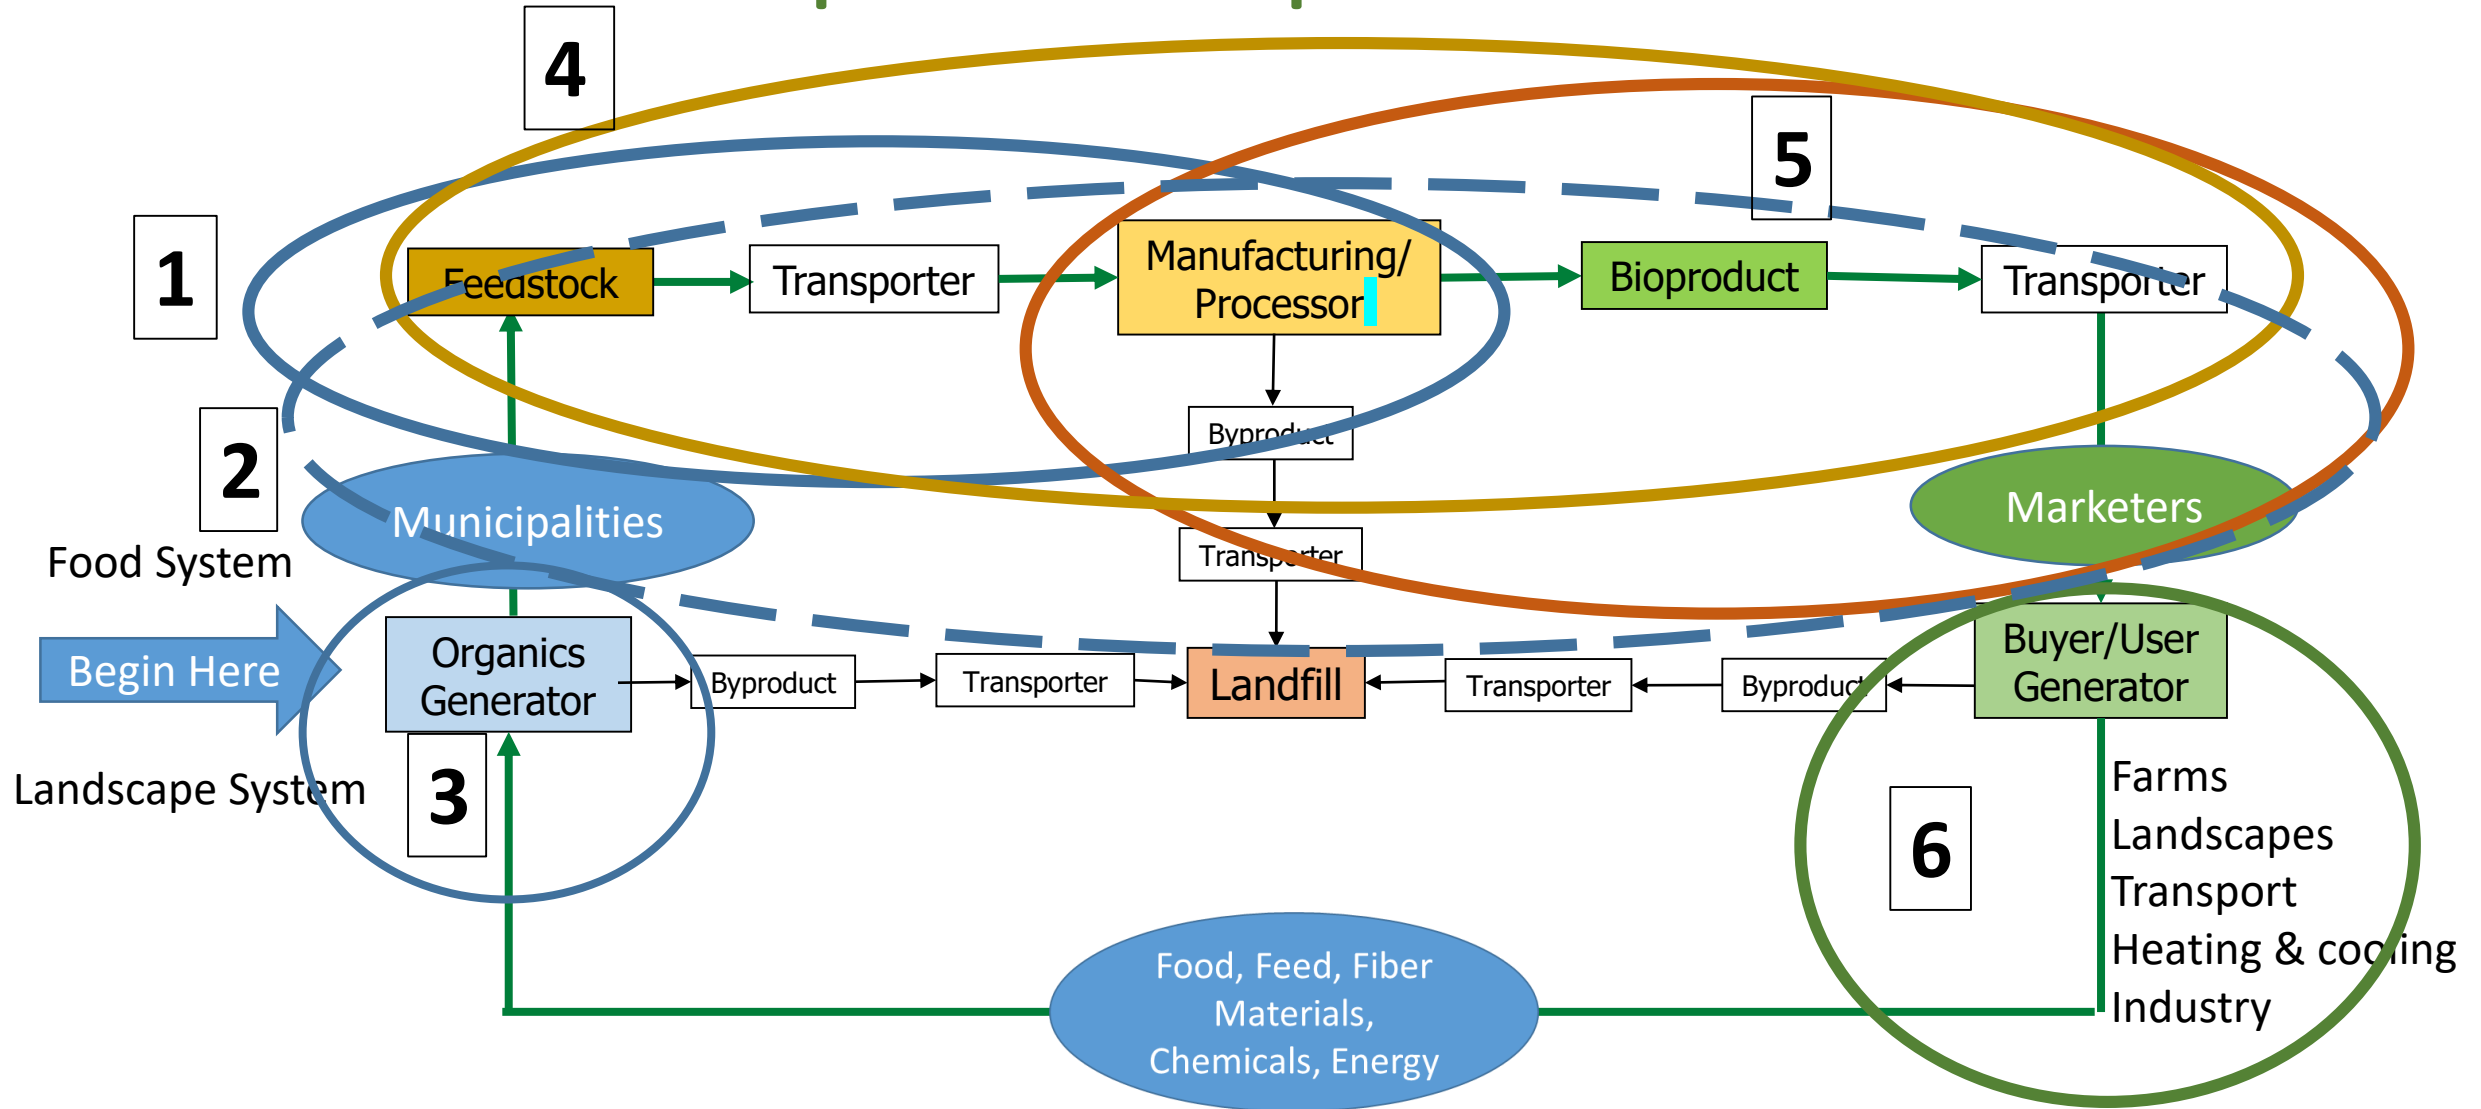 4
5
1
Feedstock
Transporter
Manufacturing/
Processor
Bioproduct
Transporter
Byproduct
2
Municipalities
Marketers
Food System
Transporter
Begin Here
Organics
Generator
Byproduct
Transporter
Landfill
Transporter
Byproduct
Buyer/User
Generator
Landscape System
3
6
Farms
Landscapes
Transport
Heating & cooling
Industry
Food, Feed, Fiber
Materials,
Chemicals, Energy